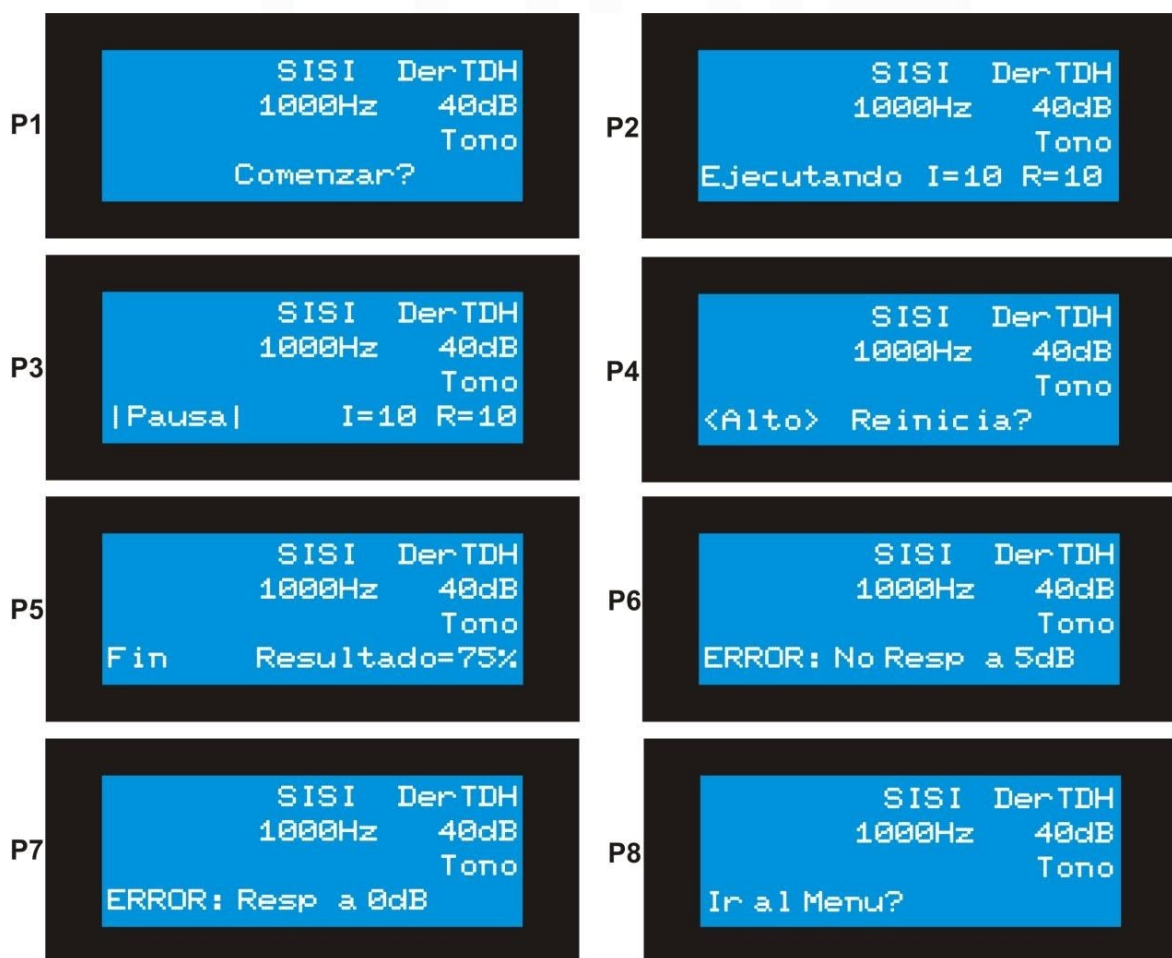 P1
SISI DerTDH
1000Hz 40dB
Tono
Comenzar?
P2
SISI DerTDH
1000Hz 40dB
Tono
Ejecutando I=10 R=10
P3
SISI DerTDH
1000Hz 40dB
Tono
|Pausa| I=10 R=10
P4
SISI DerTDH
1000Hz 40dB
Tono
<Alto> Reinicia?
P5
SISI DerTDH
1000Hz 40dB
Tono
Fin Resultado=75%
P6
SISI DerTDH
1000Hz 40dB
Tono
ERROR: No Resp a 5dB
P7
SISI DerTDH
1000Hz 40dB
Tono
ERROR: Resp a 0dB
P8
SISI DerTDH
1000Hz 40dB
Tono
Ir al Menu?